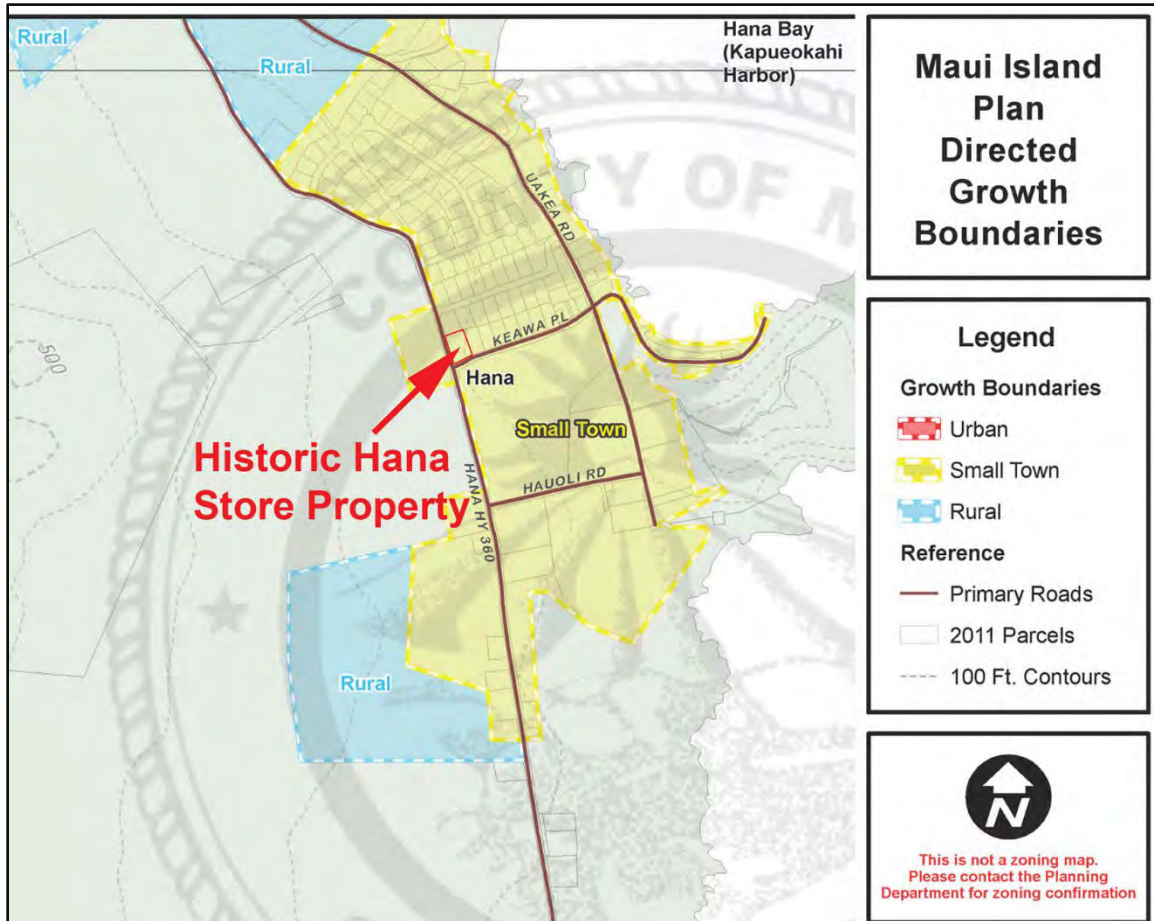 Rural
Rural
Hana Bay
(Kapueokahi
Harbor)
UAKEA RD
KEAWA PL
Hana
500
Small Town
Historic Hana
Store Property
HAUOLI RD
HANA HY 360
Rural
COUNTY OF M
Maui Island
Plan
Directed
Growth
Boundaries
Legend
Growth Boundaries
Urban
Small Town
Rural
Reference
Primary Roads
2011 Parcels
100 Ft. Contours
N
This is not a zoning map.
Please contact the Planning
Department for zoning confirmation